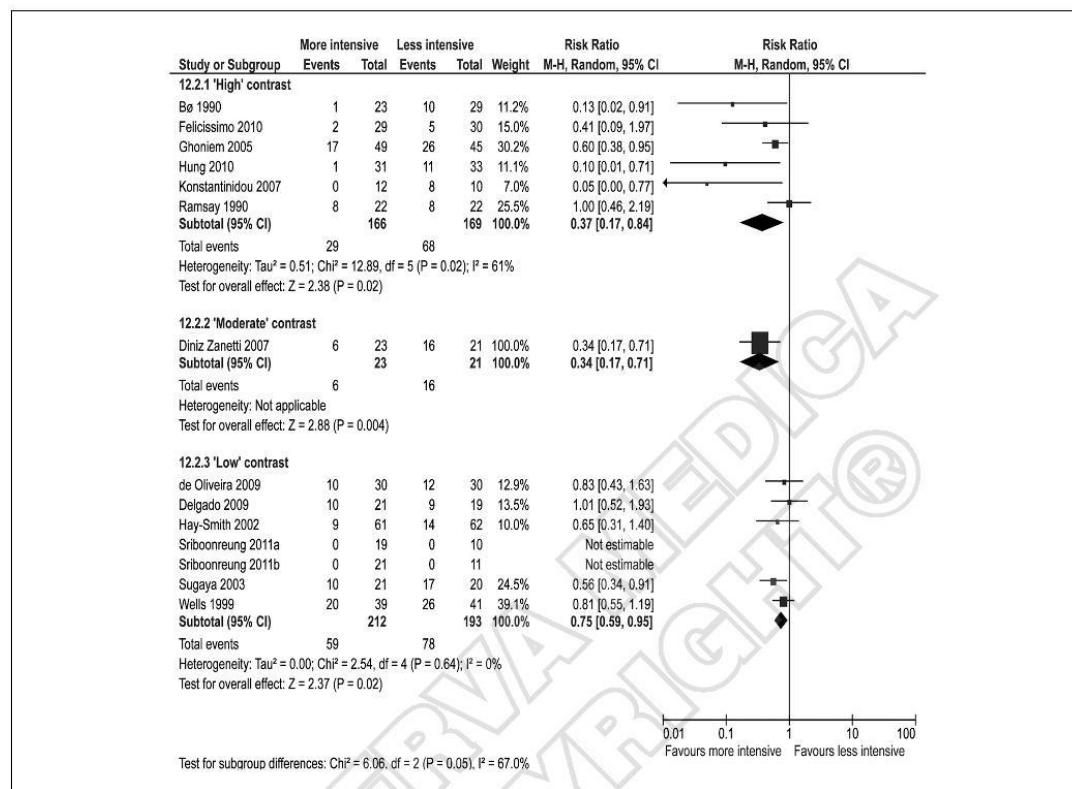 More intensive Less intensive Risk Ratio Risk Ratio
Study or Subgroup Events Total Events Total Weight M-H, Random, 95% CI M-H, Random, 95% CI
12.2.1 'High' contrast
Bø 1990 1 23 10 29 11.2% 0.13 [0.02, 0.91]
Felicissimo 2010 2 29 5 30 15.0% 0.41 [0.09, 1.97]
Ghoniem 2005 17 49 26 45 30.2% 0.60 [0.38, 0.95]
Hung 2010 1 31 11 33 11.1% 0.10 [0.01, 0.71]
Konstantinidou 2007 0 12 8 10 7.0% 0.05 [0.00, 0.77]
Ramsay 1990 8 22 8 22 25.5% 1.00 [0.46, 2.19]
Subtotal (95% CI) 166 169 100.0% 0.37 [0.17, 0.84]
Total events 29 68
Heterogeneity: Tau² = 0.51; Chi² = 12.89, df = 5 (P = 0.02); I² = 61%
Test for overall effect: Z = 2.38 (P = 0.02)
12.2.2 'Moderate' contrast
Diniz Zanetti 2007 6 23 16 21 100.0% 0.34 [0.17, 0.71]
Subtotal (95% CI) 23 21 100.0% 0.34 [0.17, 0.71]
Total events 6 16
Heterogeneity: Not applicable
Test for overall effect: Z = 2.88 (P = 0.004)
12.2.3 'Low' contrast
de Oliveira 2009 10 30 12 30 12.9% 0.83 [0.43, 1.63]
Delgado 2009 10 21 9 19 13.5% 1.01 [0.52, 1.93]
Hay-Smith 2002 9 61 14 62 10.0% 0.65 [0.31, 1.40]
Sriboonreung 2011a 0 19 0 10 Not estimable
Sriboonreung 2011b 0 21 0 11 Not estimable
Sugaya 2003 10 21 17 20 24.5% 0.56 [0.34, 0.91]
Wells 1999 20 39 26 41 39.1% 0.81 [0.55, 1.19]
Subtotal (95% CI) 212 193 100.0% 0.75 [0.59, 0.95]
Total events 59 78
Heterogeneity: Tau² = 0.00; Chi² = 2.54, df = 4 (P = 0.64); I² = 0%
Test for overall effect: Z = 2.37 (P = 0.02)
0.01 0.1 1 10 100
Favours more intensive Favours less intensive
Test for subgroup differences: Chi² = 6.06, df = 2 (P = 0.05), I² = 67.0%
ERVA MEDICA
YRIGHT®